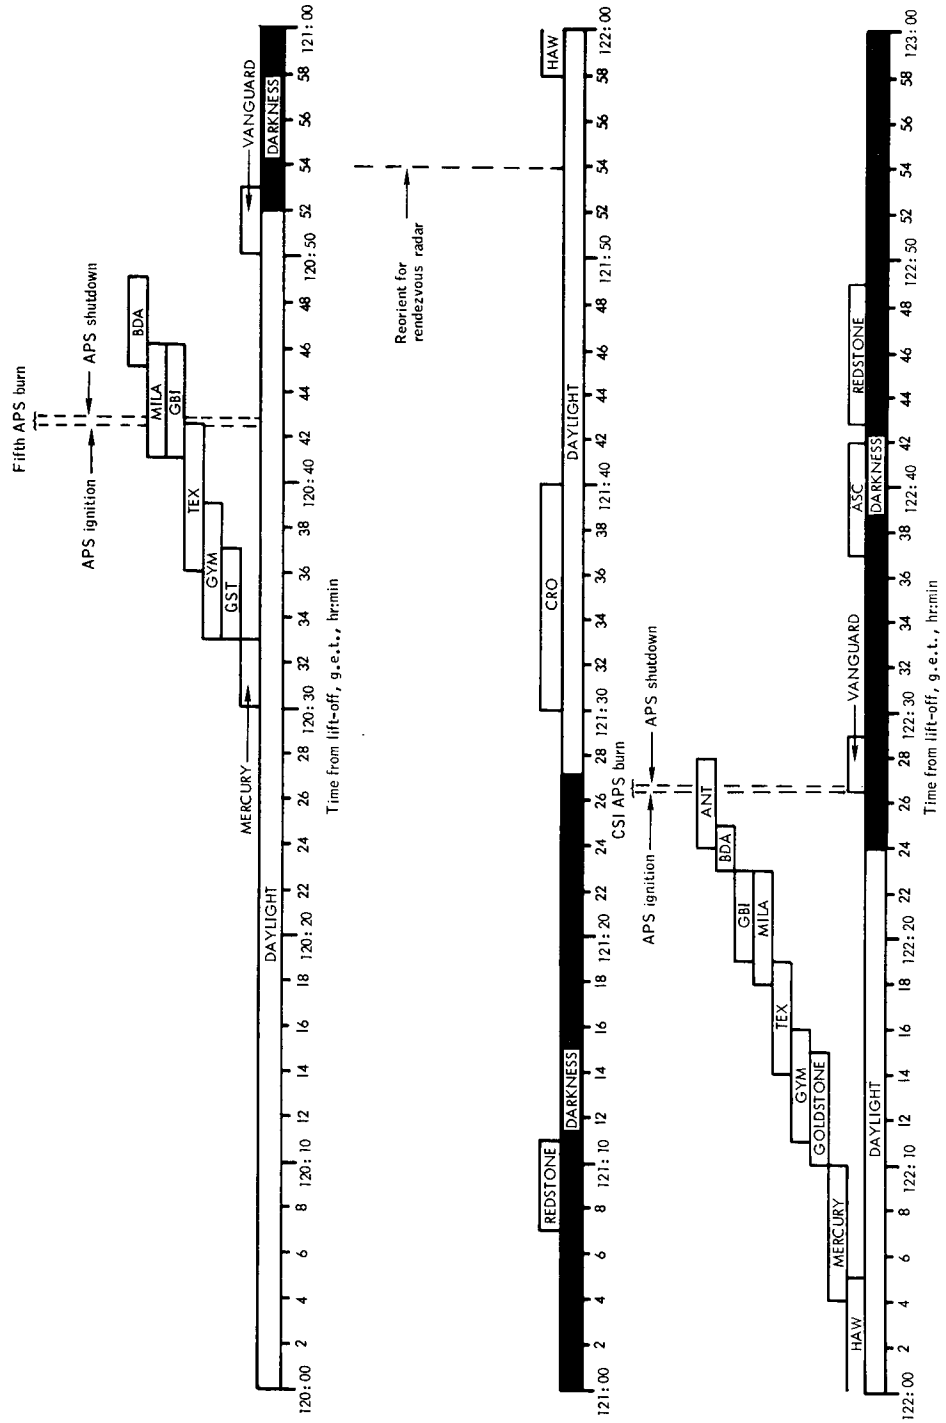 Fifth APS burn
APS ignition
APS shutdown
BDA
MILA
GBI
TEX
GYM
GST
MERCURY
VANGUARD
DAYLIGHT
DARKNESS
120:00 2 4 6 8 120:10 12 14 16 18 120:20 22 24 26 28 120:30 32 34 36 38 120:40 42 44 46 48 120:50 52 54 56 58 121:00
Time from lift-off, g.e.t., hr:min
Reorient for
rendezvous radar
REDSTONE
CRO
HAW
DARKNESS
DAYLIGHT
121:00 2 4 6 8 121:10 12 14 16 18 121:20 22 24 26 28 121:30 32 34 36 38 121:40 42 44 46 48 121:50 52 54 56 58 122:00
CSI APS burn
APS ignition
APS shutdown
ANT
BDA
GBI
MILA
TEX
GYM
GOLDSTONE
MERCURY
HAW
VANGUARD
ASC
REDSTONE
DAYLIGHT
DARKNESS
122:00 2 4 6 8 122:10 12 14 16 18 122:20 22 24 26 28 122:30 32 34 36 38 122:40 42 44 46 48 122:50 52 54 56 58 123:00
Time from lift-off, g.e.t., hr:min